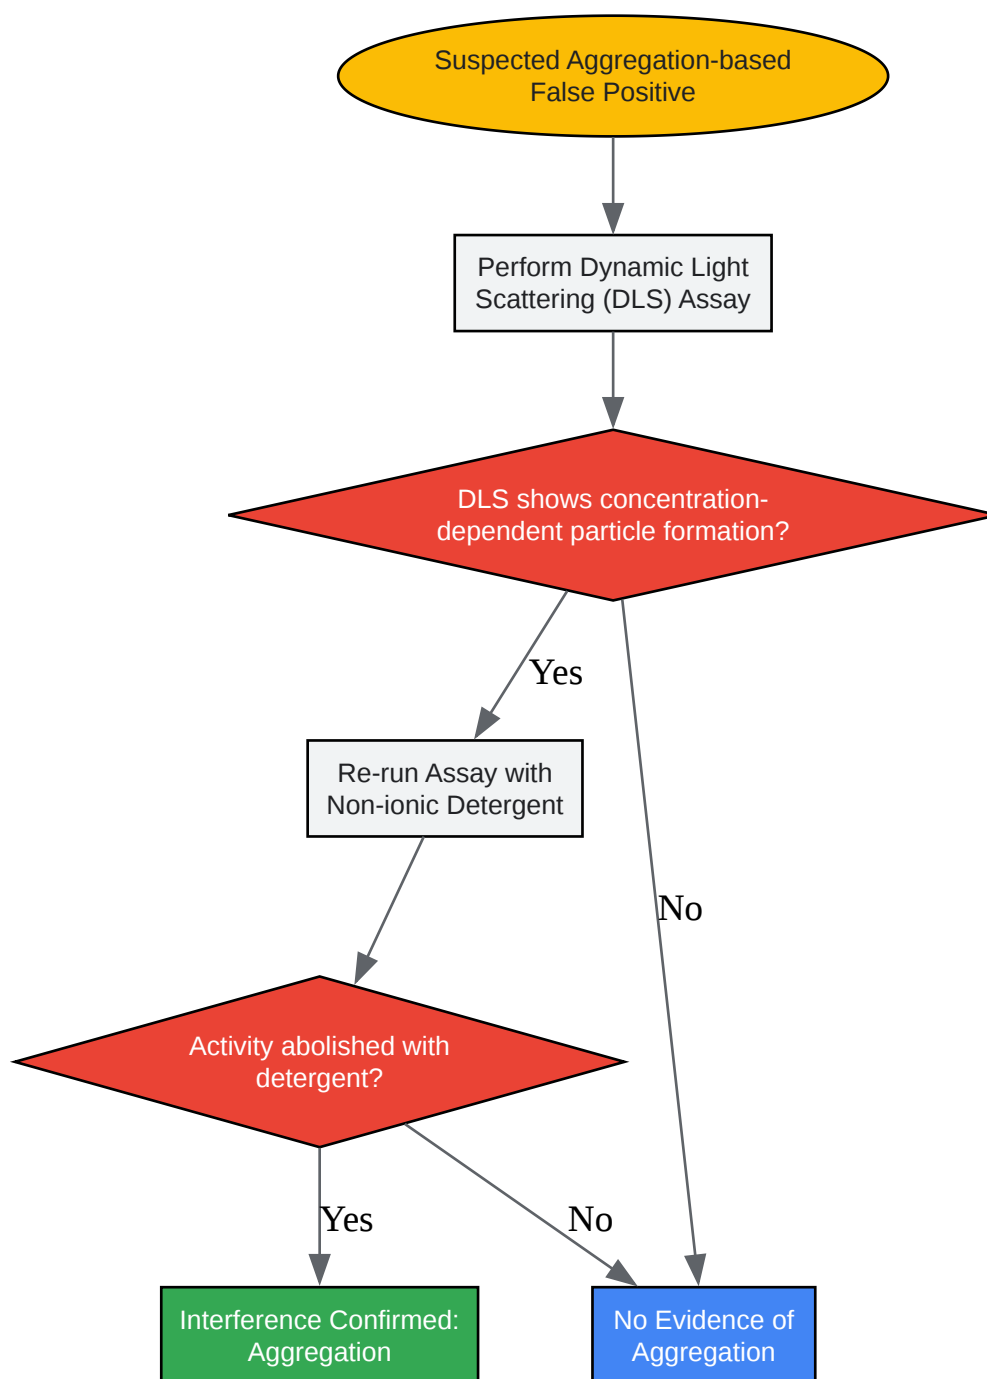 Suspected Aggregation-based
False Positive
Perform Dynamic Light
Scattering (DLS) Assay
DLS shows concentration-
dependent particle formation?
Yes
Re-run Assay with
Non-ionic Detergent
No
Activity abolished with
detergent?
Yes
No
Interference Confirmed:
Aggregation
No Evidence of
Aggregation